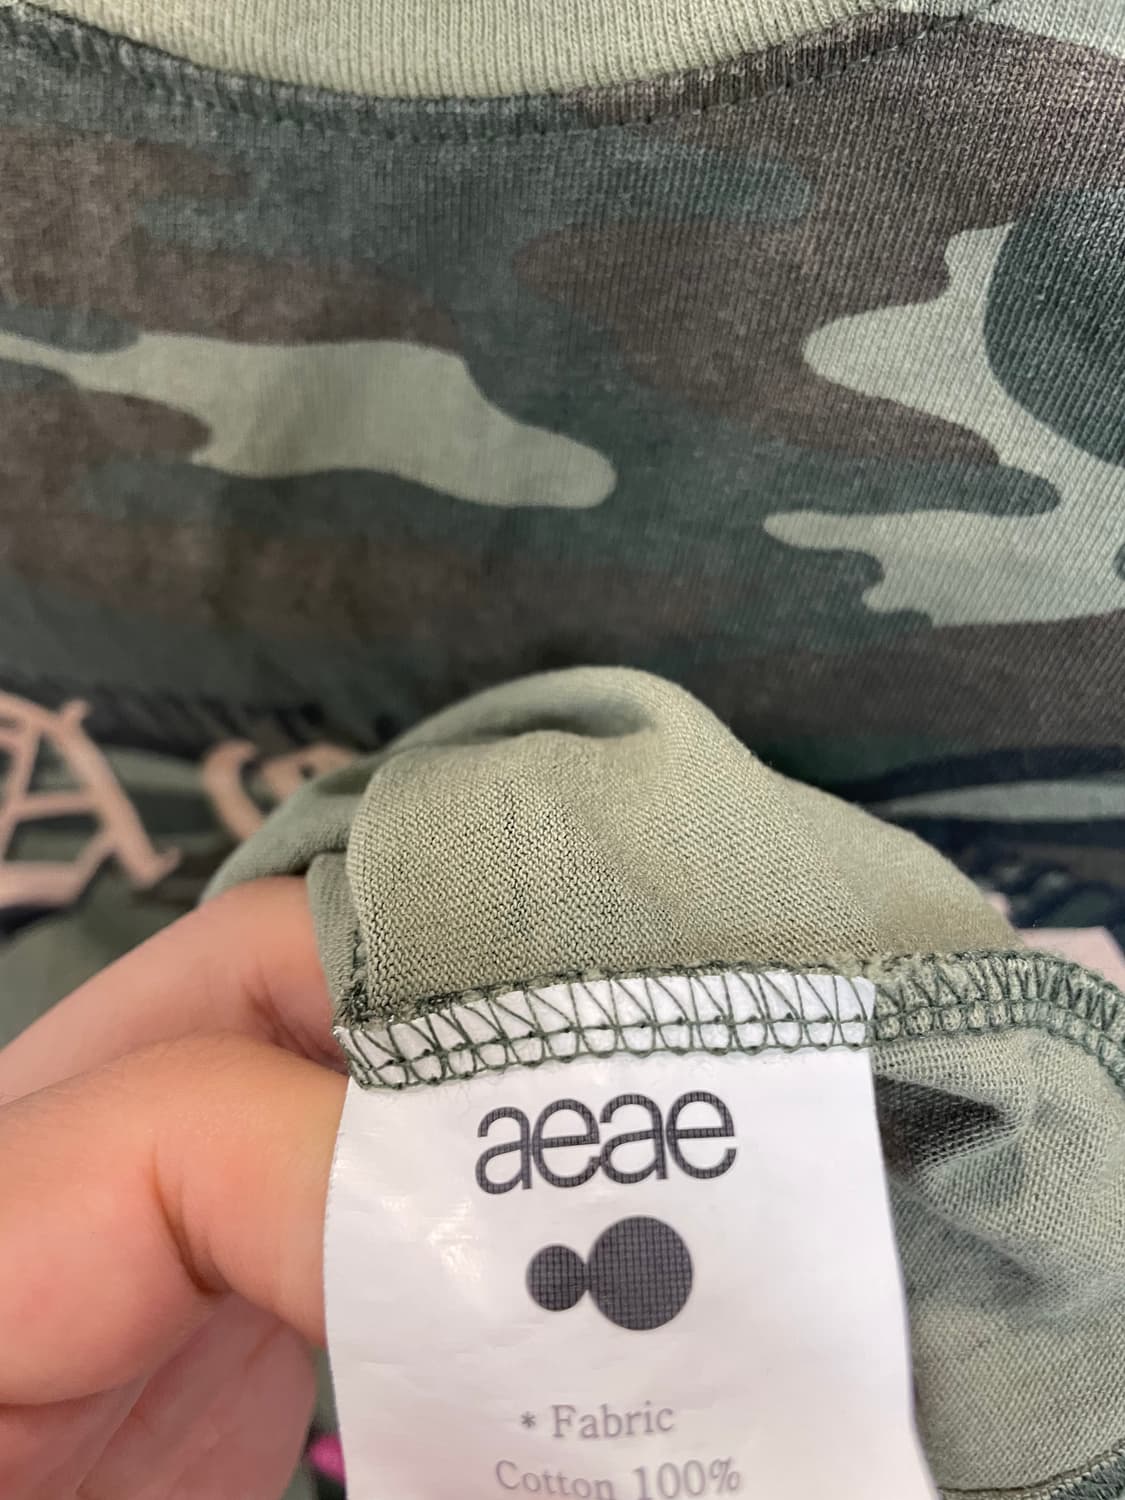 A
aeae
* Fabric
Cotton 100%